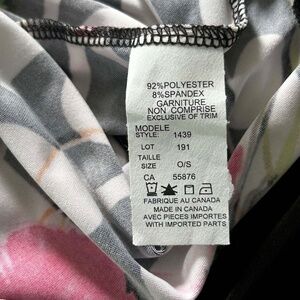 92%POLYESTER
8%SPANDEX
GARNITURE
NON COMPRISE
EXCLUSIVE OF TRIM
MODELE
STYLE: 1439
LOT 191
TAILLE
SIZE O/S
CA 55876
FABRIQUE AU CANADA
MADE IN CANADA
AVEC PIECES IMPORTEES
WITH IMPORTED PARTS